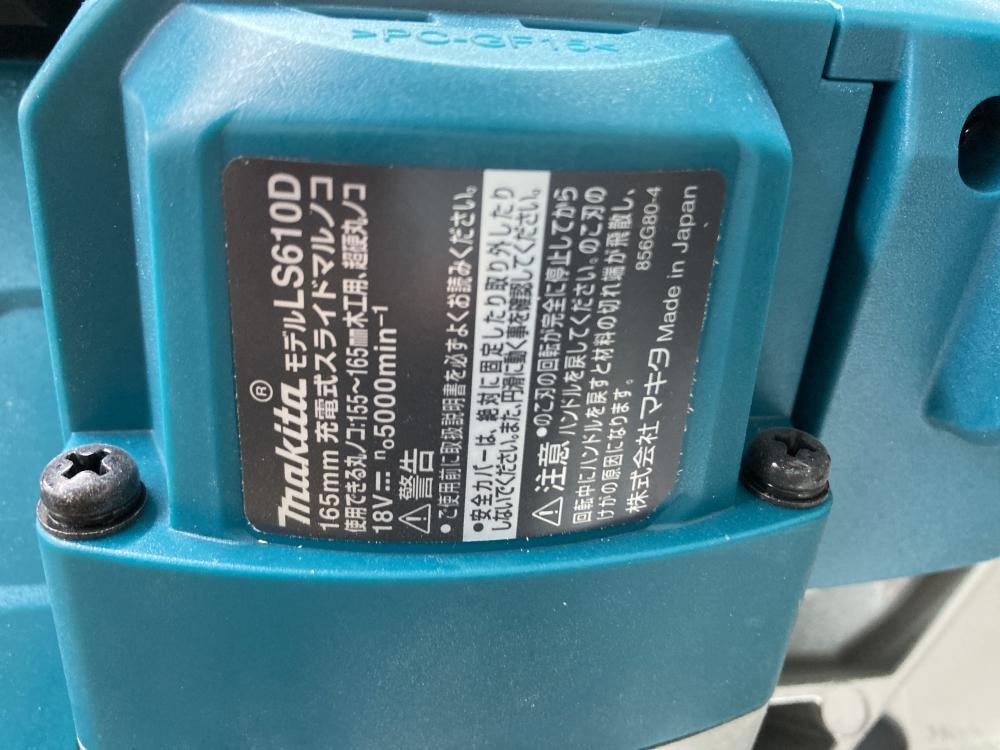 >PC-GF15<
makita® モデルLS610D
165mm 充電式スライドマルノコ
使用できる丸ノコ:155～165㎜木工用、超硬丸ノコ
18V⎓ n₀5000min⁻¹
⚠警告
●ご使用前に取扱説明書を必ずよくお読みください。
●安全カバーは、絶対に固定したり取り外したり
しないでください。また、円滑に動く事を確認してください。
⚠注意 ●のこ刃の回転が完全に停止してから
ハンドルを戻してください。のこ刃の
回転中にハンドルを戻すと材料の切れ端が飛散し、
けがの原因になります。
856G80-4
株式会社マキタ Made in Japan